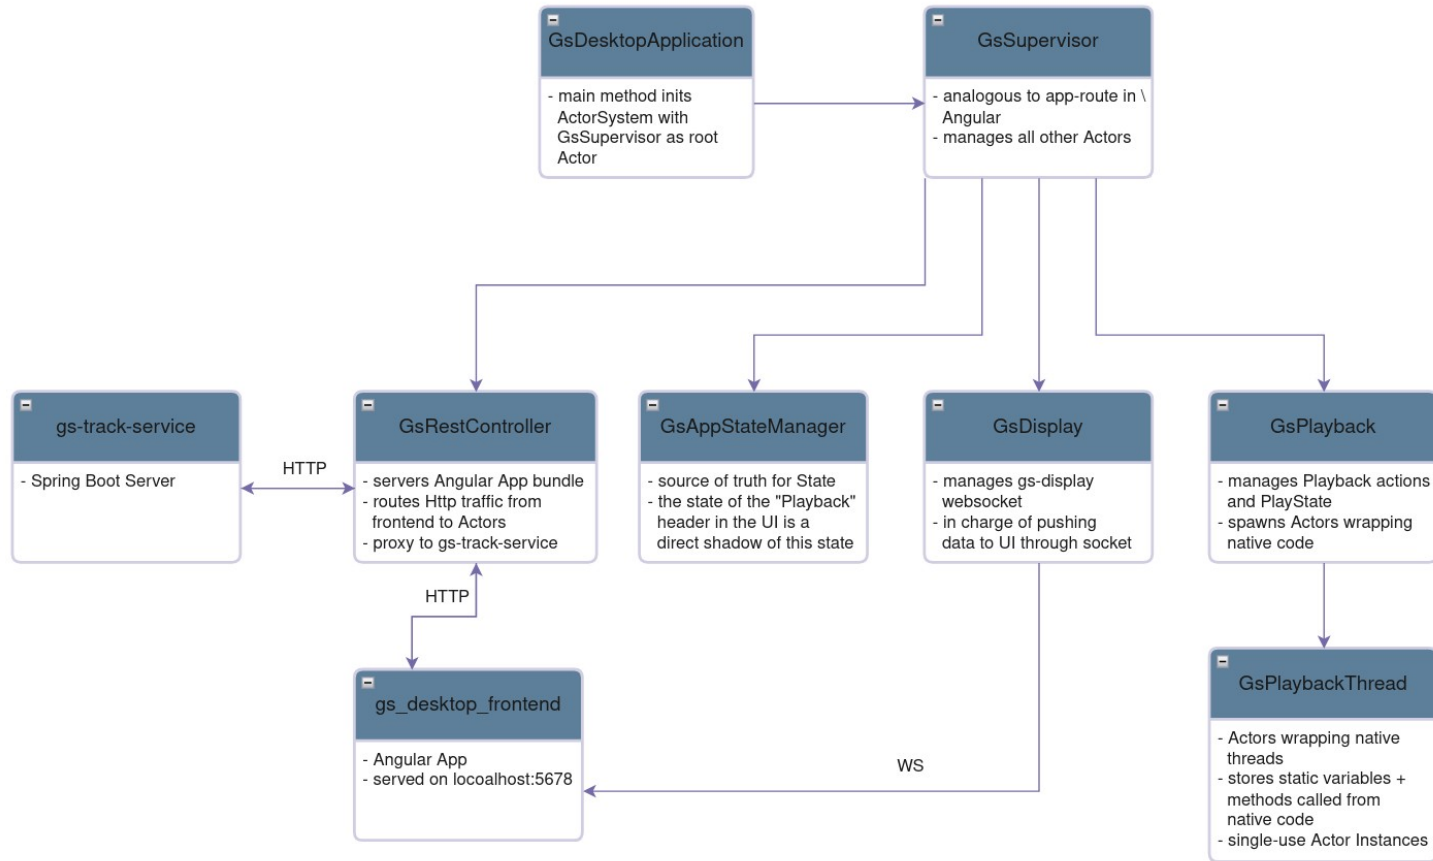 GsDesktopApplication
- main method inits
ActorSystem with
GsSupervisor as root
Actor
GsSupervisor
- analogous to app-route in \
Angular
- manages all other Actors
gs-track-service
- Spring Boot Server
HTTP
GsRestController
- servers Angular App bundle
- routes Http traffic from
frontend to Actors
- proxy to gs-track-service
GsAppStateManager
- source of truth for State
- the state of the "Playback"
header in the UI is a
direct shadow of this state
GsDisplay
- manages gs-display
websocket
- in charge of pushing
data to UI through socket
GsPlayback
- manages Playback actions
and PlayState
- spawns Actors wrapping
native code
HTTP
gs_desktop_frontend
- Angular App
- served on locoalhost:5678
WS
GsPlaybackThread
- Actors wrapping native
threads
- stores static variables +
methods called from
native code
- single-use Actor Instances